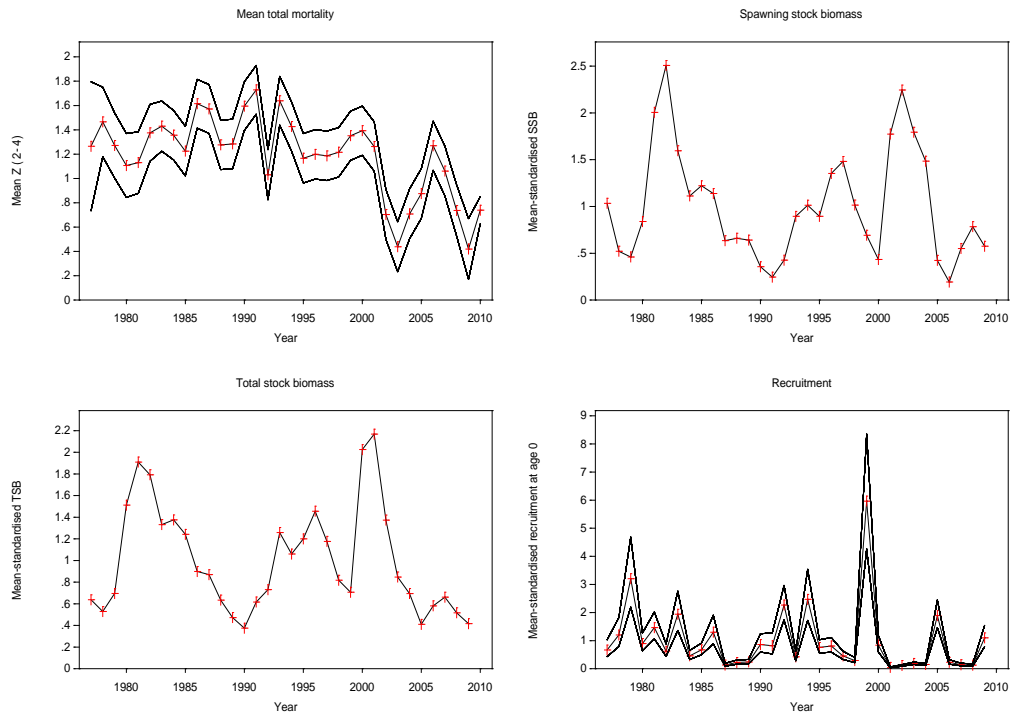 Mean total mortality
Mean Z ( 2 - 4 )
2
1.8
1.6
1.4
1.2
1
.8
.6
.4
.2
0
1980 1985 1990 1995 2000 2005 2010
Year
Spawning stock biomass
Mean-standardised SSB
2.5
2
1.5
1
.5
0
1980 1985 1990 1995 2000 2005 2010
Year
Total stock biomass
Mean-standardised TSB
2.2
2
1.8
1.6
1.4
1.2
1
.8
.6
.4
.2
0
1980 1985 1990 1995 2000 2005 2010
Year
Recruitment
Mean-standardised recruitment at age 0
9
8
7
6
5
4
3
2
1
0
1980 1985 1990 1995 2000 2005 2010
Year